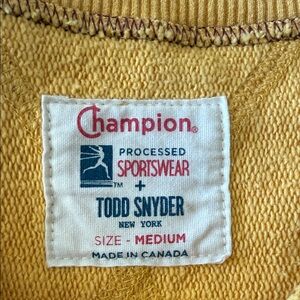 Champion®
PROCESSED
SPORTSWEAR
TM
+
TODD SNYDER
NEW YORK
SIZE - MEDIUM
MADE IN CANADA